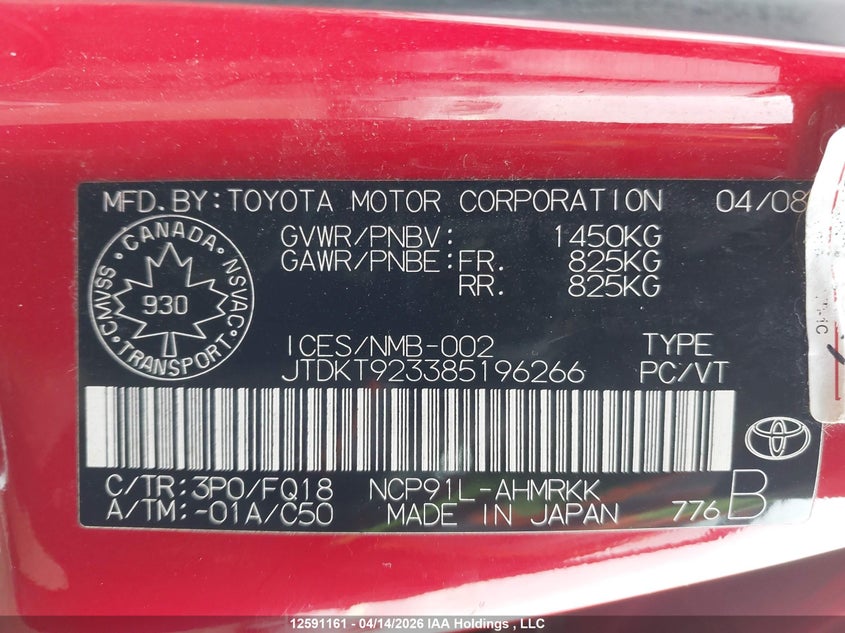 MFD. BY: TOYOTA MOTOR CORPORATION 04/08
GVWR/PNBV: 1450KG
GAWR/PNBE: FR. 825KG
RR. 825KG
CANADA
CMVSS 930 NSVAC
TRANSPORT
ICES/NMB-002 TYPE
JTDKT923385196266 PC/VT
C/TR: 3P0/FQ18 NCP91L-AHMRKK
A/TM: -01A/C50 MADE IN JAPAN 776 B
12591161 - 04/14/2026 IAA Holdings , LLC